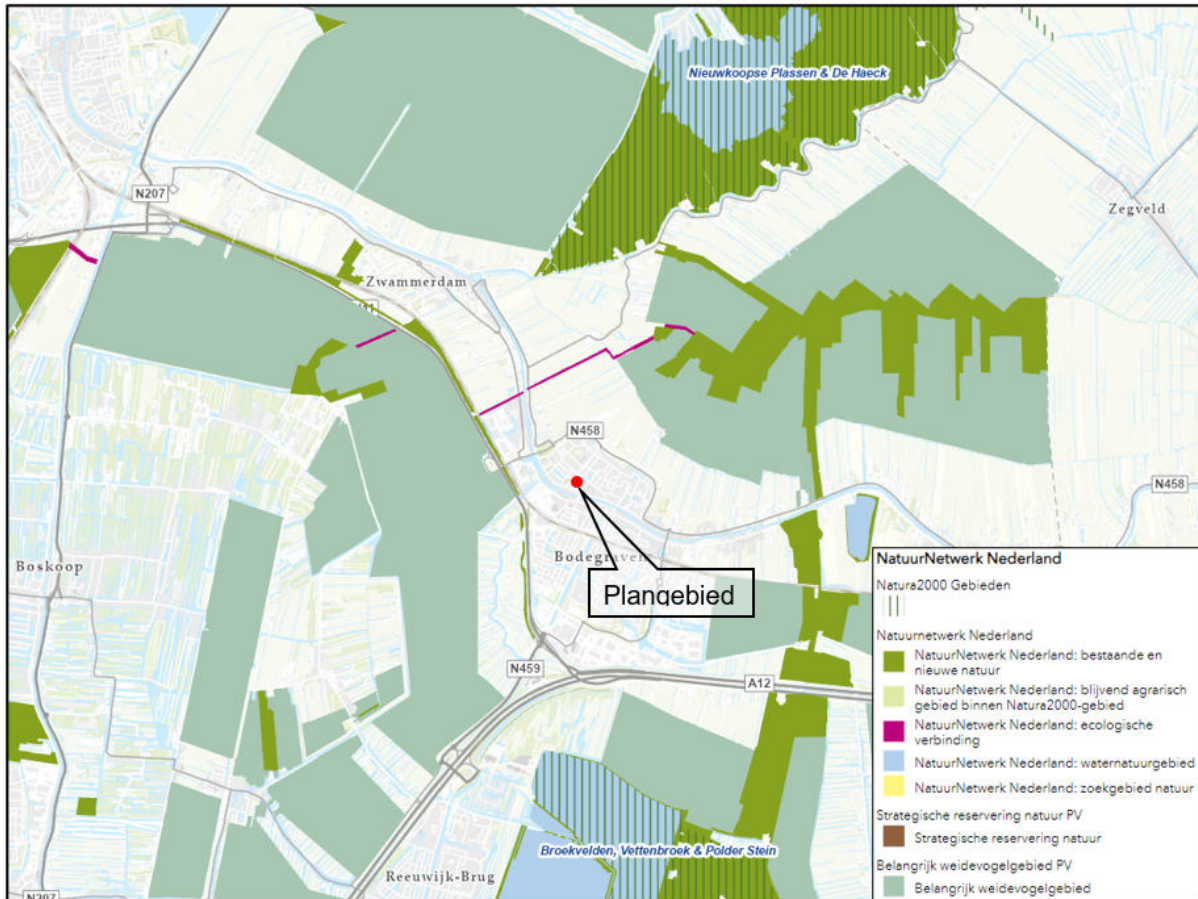 Nieuwkoopse Plassen & De Haeck
N207
Zegveld
Zwammerdam
N11
N458
N458
Boskoop
Bodegraven
Plangebied
N459
A12
Broekvelden, Vettenbroek & Polder Stein
Reeuwijk-Brug
N207
NatuurNetwerk Nederland
Natura2000 Gebieden
Natuurnetwerk Nederland
NatuurNetwerk Nederland: bestaande en
nieuwe natuur
NatuurNetwerk Nederland: blijvend agrarisch
gebied binnen Natura2000-gebied
NatuurNetwerk Nederland: ecologische
verbinding
NatuurNetwerk Nederland: waternatuurgebied
NatuurNetwerk Nederland: zoekgebied natuur
Strategische reservering natuur PV
Strategische reservering natuur
Belangrijk weidevogelgebied PV
Belangrijk weidevogelgebied